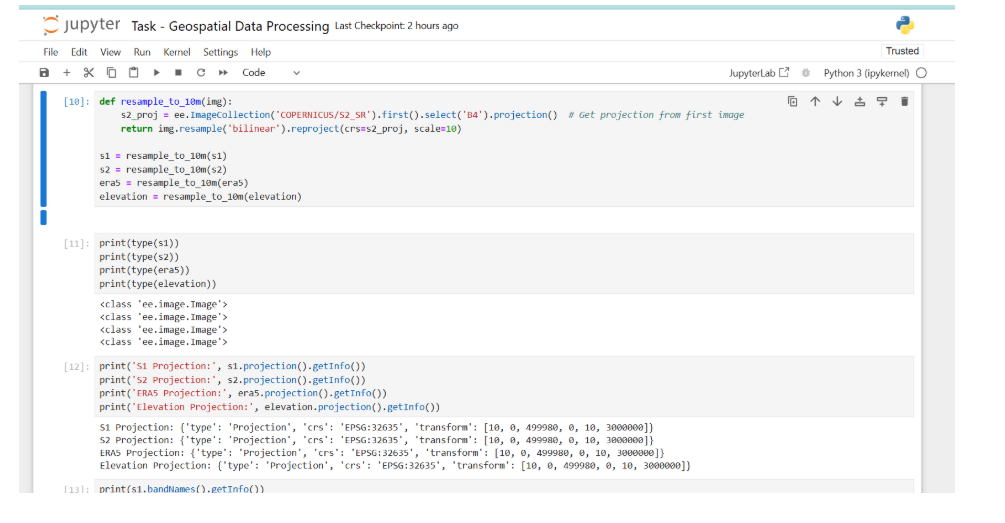 jupyter Task - Geospatial Data Processing Last Checkpoint: 2 hours ago
File Edit View Run Kernel Settings Help
Trusted
Code
JupyterLab
Python 3 (ipykernel)
[10]: def resample_to_10m(img):
    s2_proj = ee.ImageCollection('COPERNICUS/S2_SR').first().select('B4').projection()  # Get projection from first image
    return img.resample('bilinear').reproject(crs=s2_proj, scale=10)
s1 = resample_to_10m(s1)
s2 = resample_to_10m(s2)
era5 = resample_to_10m(era5)
elevation = resample_to_10m(elevation)
[11]: print(type(s1))
print(type(s2))
print(type(era5))
print(type(elevation))
<class 'ee.image.Image'>
<class 'ee.image.Image'>
<class 'ee.image.Image'>
<class 'ee.image.Image'>
[12]: print('S1 Projection:', s1.projection().getInfo())
print('S2 Projection:', s2.projection().getInfo())
print('ERA5 Projection:', era5.projection().getInfo())
print('Elevation Projection:', elevation.projection().getInfo())
S1 Projection: {'type': 'Projection', 'crs': 'EPSG:32635', 'transform': [10, 0, 499980, 0, 10, 3000000]}
S2 Projection: {'type': 'Projection', 'crs': 'EPSG:32635', 'transform': [10, 0, 499980, 0, 10, 3000000]}
ERA5 Projection: {'type': 'Projection', 'crs': 'EPSG:32635', 'transform': [10, 0, 499980, 0, 10, 3000000]}
Elevation Projection: {'type': 'Projection', 'crs': 'EPSG:32635', 'transform': [10, 0, 499980, 0, 10, 3000000]}
[13]: print(s1.bandNames().getInfo())